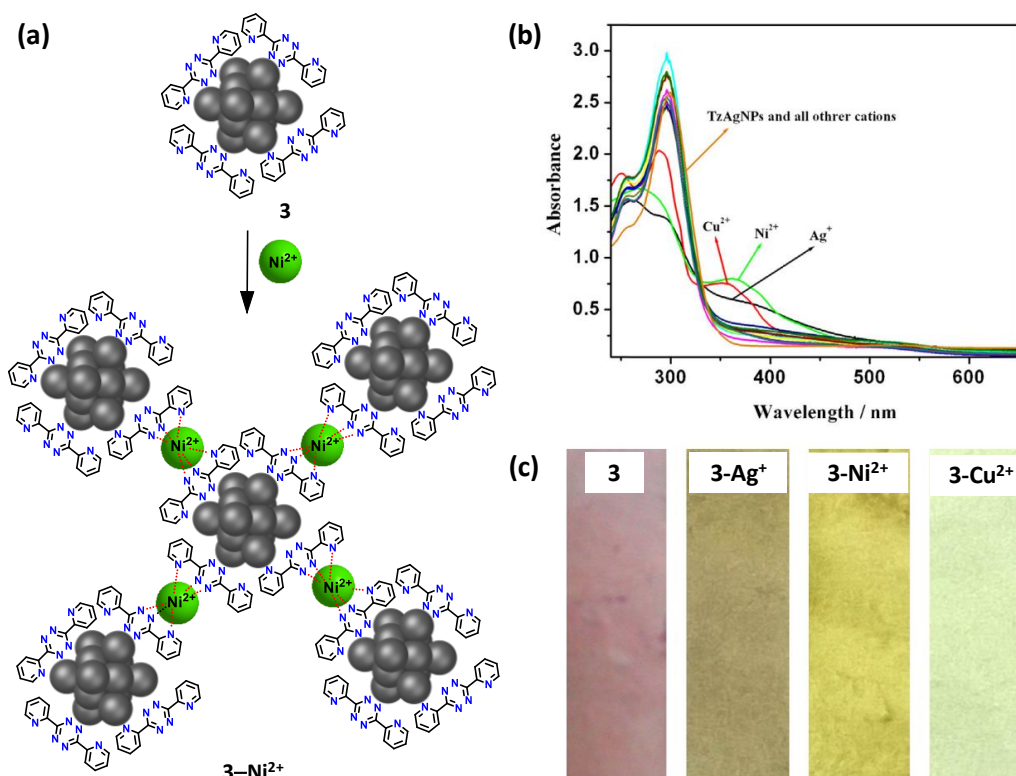 (a)
3
Ni2+
Ni2+
Ni2+
Ni2+
Ni2+
3–Ni2+
(b)
Absorbance
3.0
2.5
2.0
1.5
1.0
0.5
TzAgNPs and all othrer cations
Cu2+
Ni2+
Ag+
300
400
500
600
Wavelength / nm
(c)
3
3-Ag+
3-Ni2+
3-Cu2+